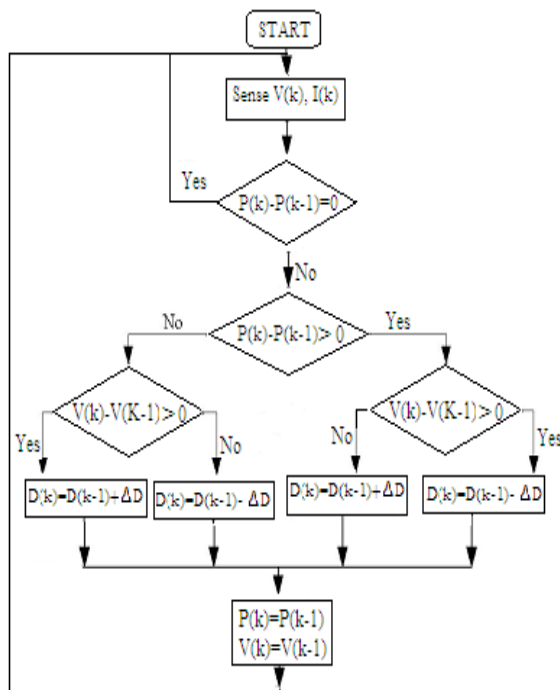 START
Sense V(k), I(k)
Yes
P(k)-P(k-1)=0
No
No
P(k)-P(k-1)> 0
Yes
V(k)-V(K-1)> 0
V(k)-V(K-1)> 0
Yes
No
No
Yes
D(k)=D(k-1)+ΔD
D(k)=D(k-1)- ΔD
D(k)=D(k-1)+ΔD
D(k)=D(k-1)- ΔD
P(k)=P(k-1)
V(k)=V(k-1)